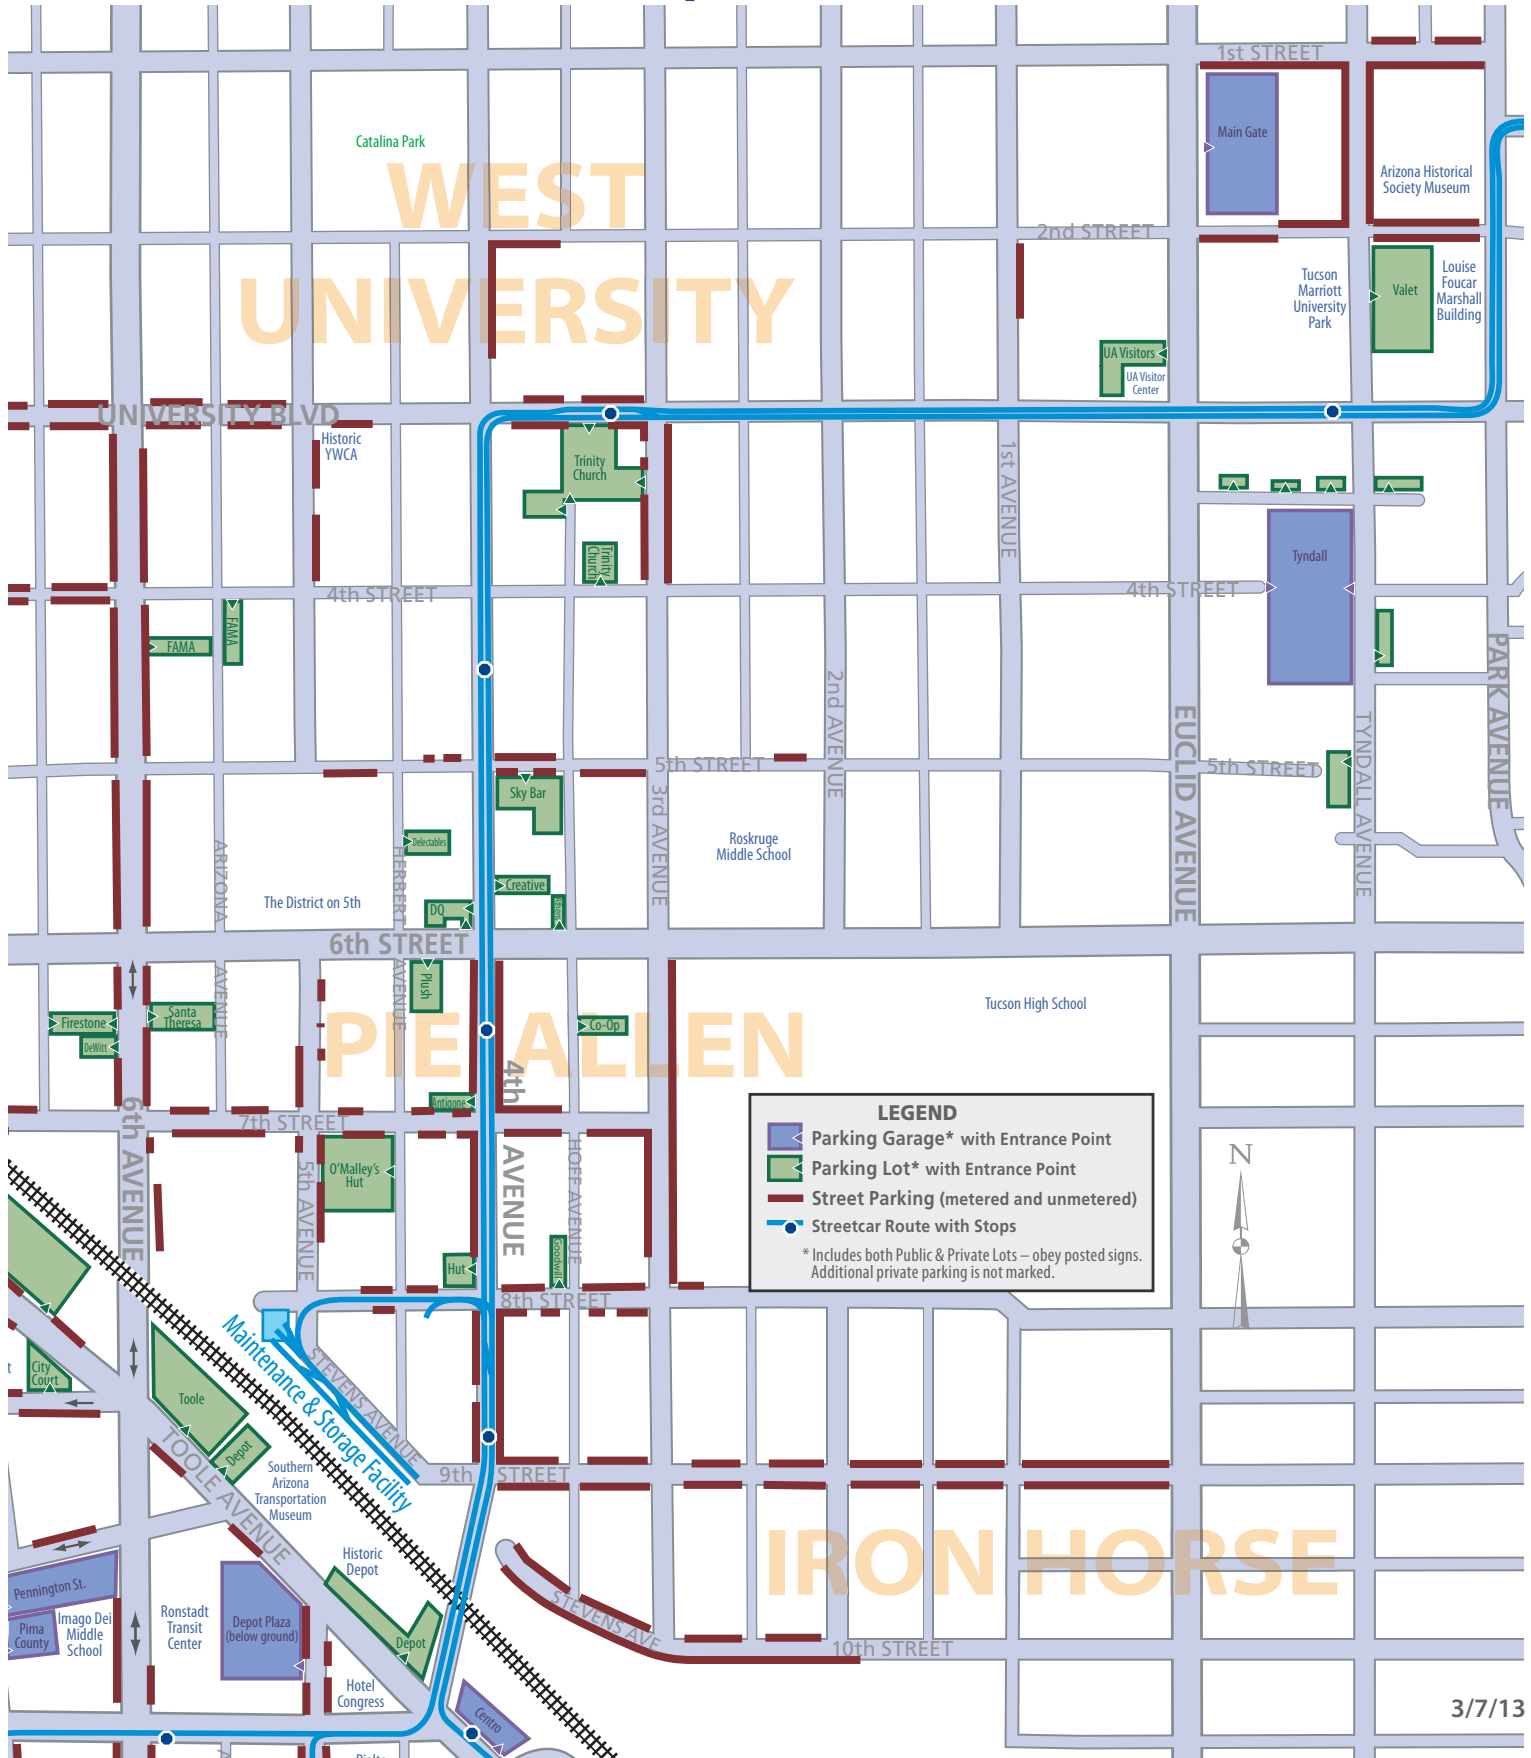 1st STREET
Catalina Park
Main Gate
WEST
Arizona Historical
Society Museum
2nd STREET
UNIVERSITY
Tucson
Marriott
University
Park
Valet
Louise
Foucar
Marshall
Building
UA Visitors
UA Visitor
Center
UNIVERSITY BLVD
Historic
YWCA
Trinity
Church
1st AVENUE
Trinity
Church
Tyndall
4th STREET
4th STREET
FAMA
FAMA
PARK AVENUE
2nd AVENUE
EUCLID AVENUE
TYNDALL AVENUE
5th STREET
5th STREET
Sky Bar
3rd AVENUE
Delectables
Roskruge
Middle School
ARIZONA
AVENUE
HERBERT
AVENUE
Creative
The District on 5th
DQ
6th STREET
Plush
Firestone
Santa
Theresa
DeWitt
Co-Op
Tucson High School
PIE ALLEN
4th
AVENUE
Antigone
6th AVENUE
7th STREET
5th AVENUE
O'Malley's
Hut
HOFF AVENUE
Hut
Goodwill
8th STREET
LEGEND
Parking Garage* with Entrance Point
Parking Lot* with Entrance Point
Street Parking (metered and unmetered)
Streetcar Route with Stops
* Includes both Public & Private Lots – obey posted signs.
Additional private parking is not marked.
N
Maintenance & Storage Facility
STEVENS AVENUE
t
City
Court
Toole
Depot
TOOLE AVENUE
Southern
Arizona
Transportation
Museum
9th STREET
IRON HORSE
Historic
Depot
STEVENS AVE
10th STREET
Pennington St.
Pima
County
Imago Dei
Middle
School
Ronstadt
Transit
Center
Depot Plaza
(below ground)
Depot
Hotel
Congress
Centro
3/7/13